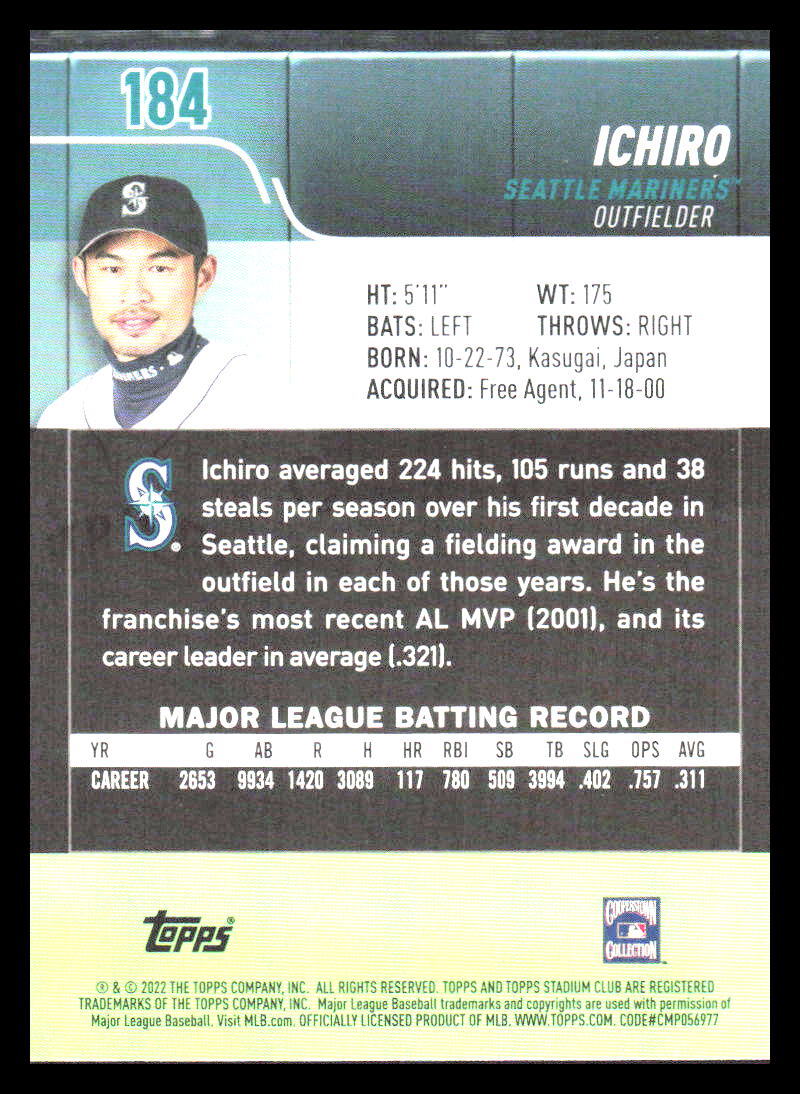 184
ICHIRO
SEATTLE MARINERS™
OUTFIELDER
S
HT: 5'11" WT: 175
BATS: LEFT THROWS: RIGHT
BORN: 10-22-73, Kasugai, Japan
ACQUIRED: Free Agent, 11-18-00
Ichiro averaged 224 hits, 105 runs and 38
steals per season over his first decade in
Seattle, claiming a fielding award in the
outfield in each of those years. He's the
franchise's most recent AL MVP (2001), and its
career leader in average (.321).
S®
MAJOR LEAGUE BATTING RECORD
YR G AB R H HR RBI SB TB SLG OPS AVG
CAREER 2653 9934 1420 3089 117 780 509 3994 .402 .757 .311
Topps®
COOPERSTOWN
COLLECTION™
® & © 2022 THE TOPPS COMPANY, INC. ALL RIGHTS RESERVED. TOPPS AND TOPPS STADIUM CLUB ARE REGISTERED
TRADEMARKS OF THE TOPPS COMPANY, INC. Major League Baseball trademarks and copyrights are used with permission of
Major League Baseball. Visit MLB.com. OFFICIALLY LICENSED PRODUCT OF MLB. WWW.TOPPS.COM. CODE#CMP056977